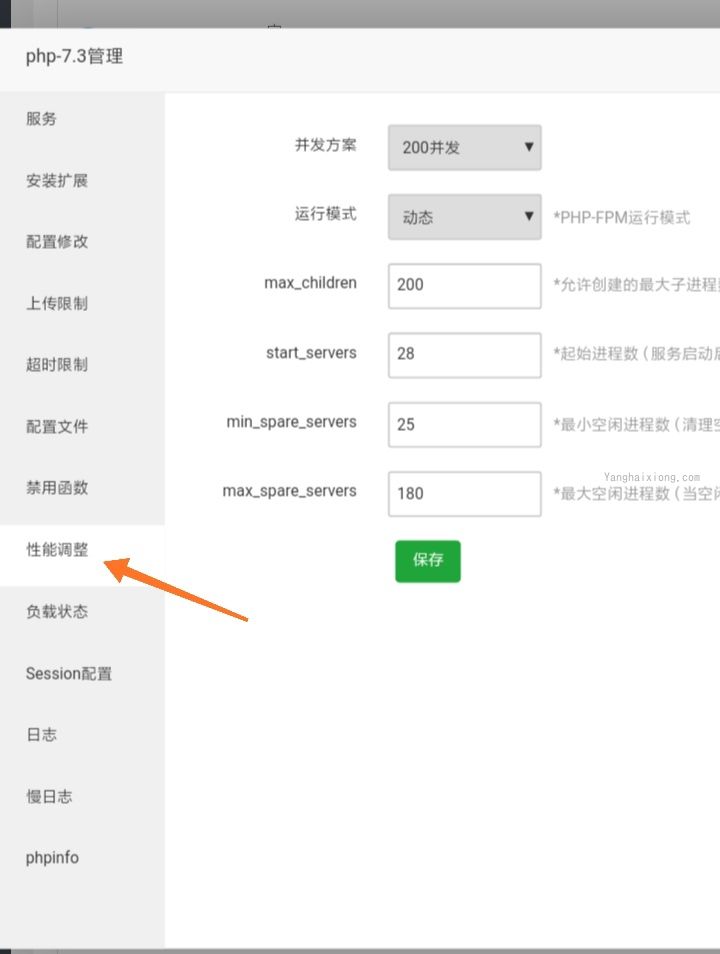 php-7.3管理
服务
安装扩展
配置修改
上传限制
超时限制
配置文件
禁用函数
性能调整
负载状态
Session配置
日志
慢日志
phpinfo
并发方案 200并发
运行模式 动态 *PHP-FPM运行模式
max_children 200 *允许创建的最大子进程
start_servers 28 *起始进程数（服务启动
min_spare_servers 25 *最小空闲进程数（清理
max_spare_servers 180 *最大空闲进程数（当空
Yanghaixiong.com
保存